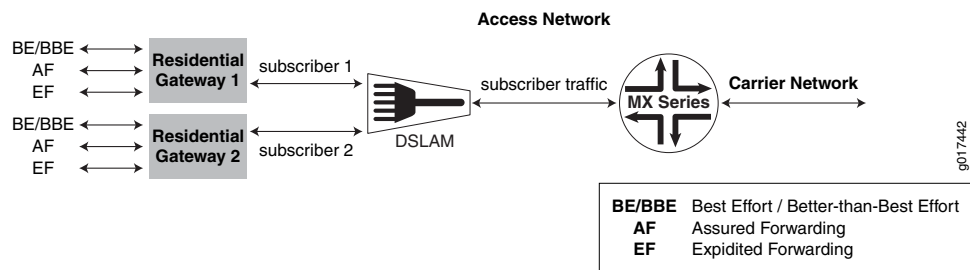 Access Network
BE/BBE
AF
EF
Residential
Gateway 1
subscriber 1
BE/BBE
AF
EF
Residential
Gateway 2
subscriber 2
DSLAM
subscriber traffic
MX Series
Carrier Network
g017442
BE/BBE Best Effort / Better-than-Best Effort
AF Assured Forwarding
EF Expidited Forwarding